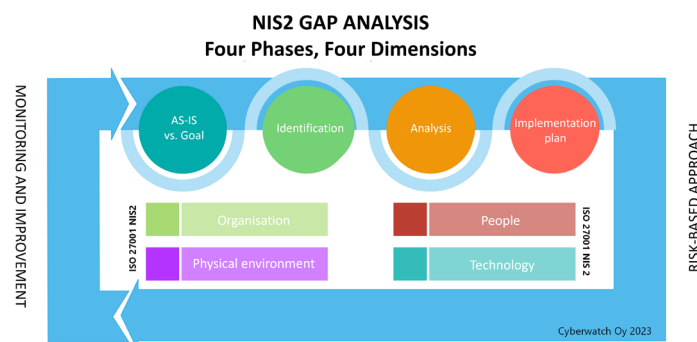 NIS2 GAP ANALYSIS
Four Phases, Four Dimensions
MONITORING AND IMPROVEMENT
AS-IS
vs. Goal
Identification
Analysis
Implementation
plan
RISK-BASED APPROACH
ISO 27001 NIS2
Organisation
Physical environment
People
Technology
ISO 27001 NIS 2
Cyberwatch Oy 2023